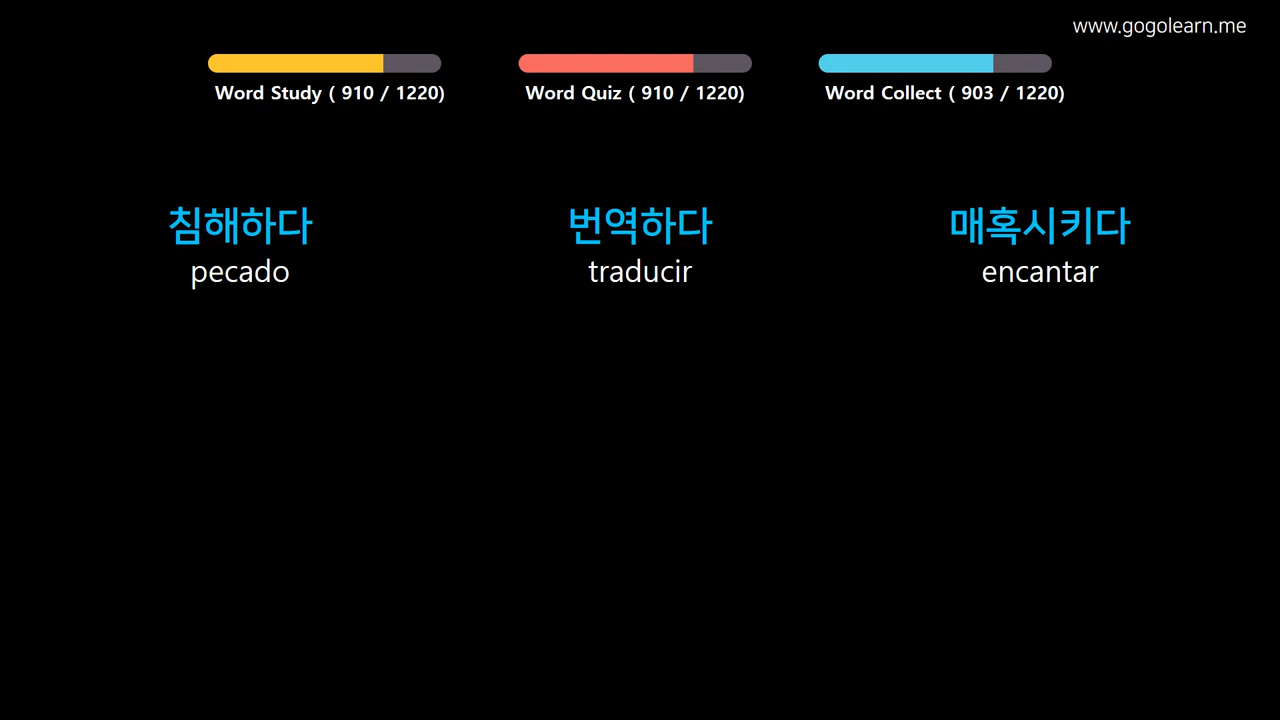 www.gogolearn.me
Word Study ( 910 / 1220)
Word Quiz ( 910 / 1220)
Word Collect ( 903 / 1220)
침해하다
pecado
번역하다
traducir
매혹시키다
encantar